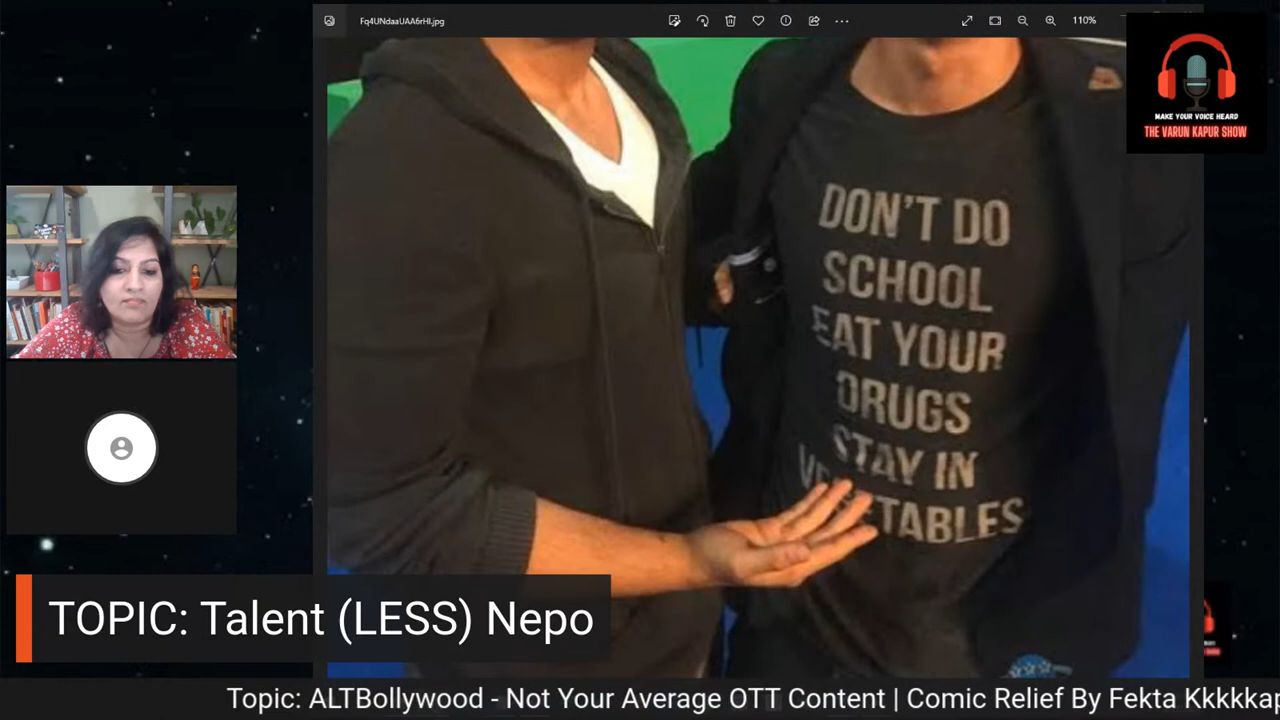 Fq4UNdaaUAA6rHI.jpg
110%
MAKE YOUR VOICE HEARD
THE VARUN KAPUR SHOW
DON'T DO
SCHOOL
EAT YOUR
DRUGS
STAY IN
TOPIC: Talent (LESS) Nepo
Topic: ALTBollywood - Not Your Average OTT Content | Comic Relief By Fekta Kkkkkap